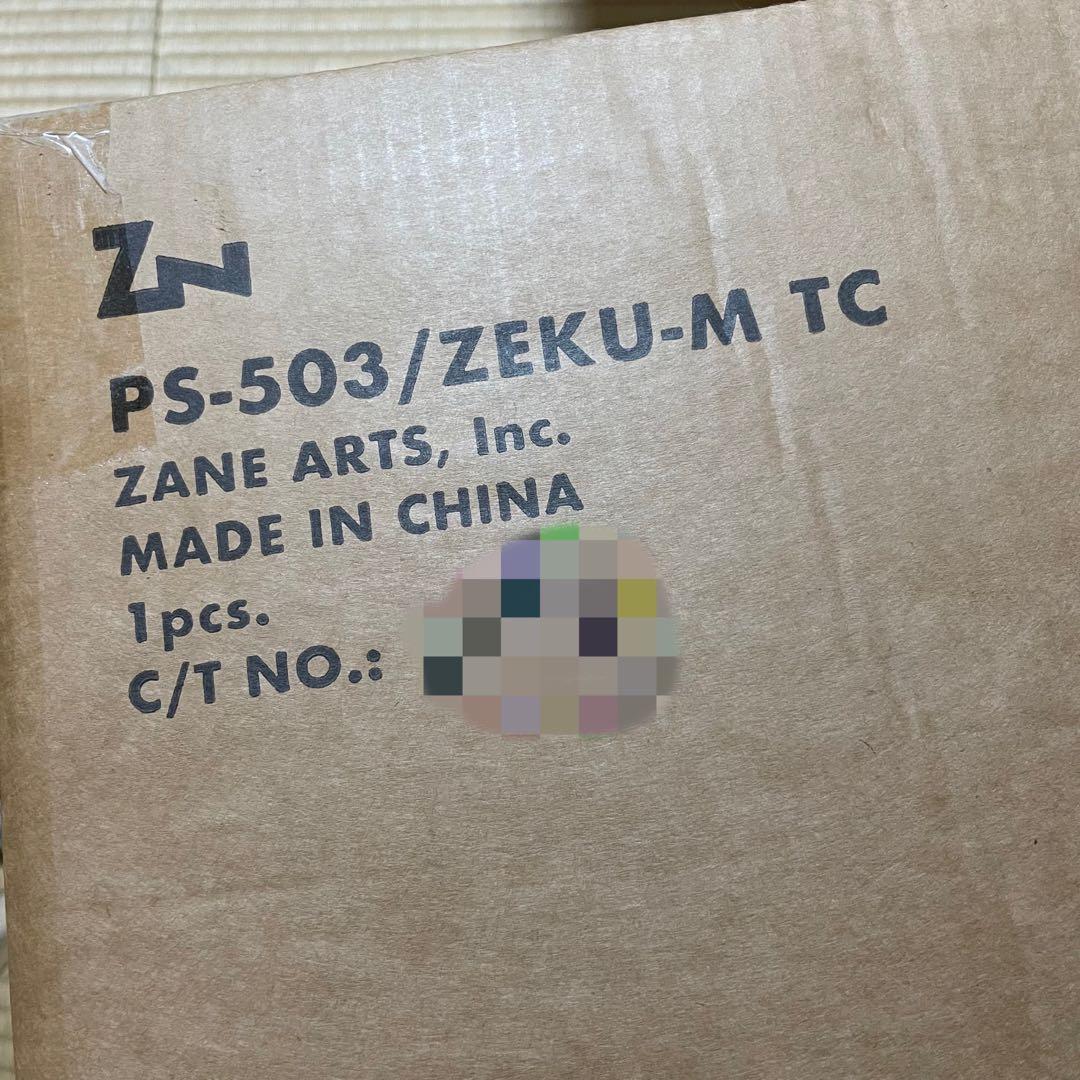 ZN
PS-503/ZEKU-M TC
ZANE ARTS, Inc.
MADE IN CHINA
1pcs.
C/T NO.: